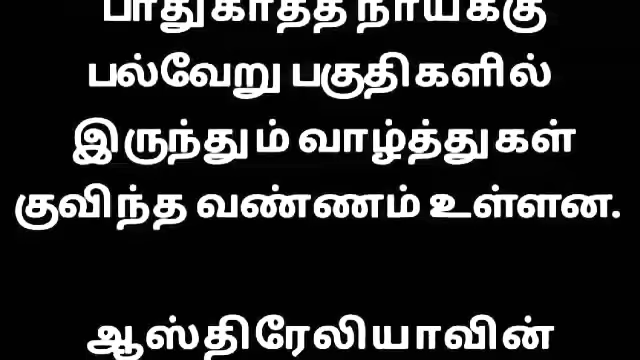 பாதுகாத்த நாய்க்கு
பல்வேறு பகுதிகளில்
இருந்தும் வாழ்த்துகள்
குவிந்த வண்ணம் உள்ளன.
ஆஸ்திரேலியாவின்